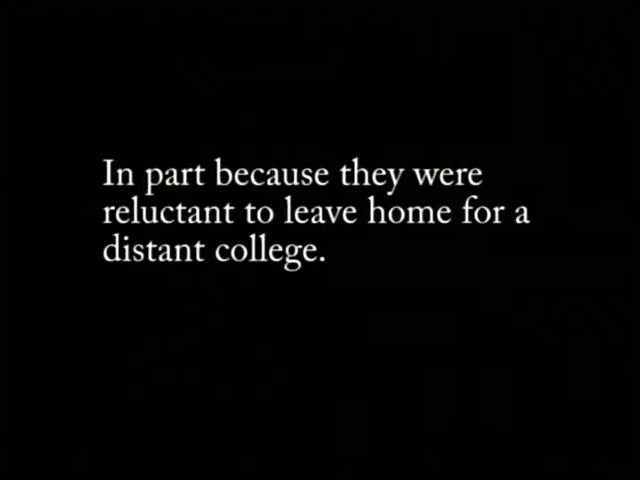 In part because they were
reluctant to leave home for a
distant college.